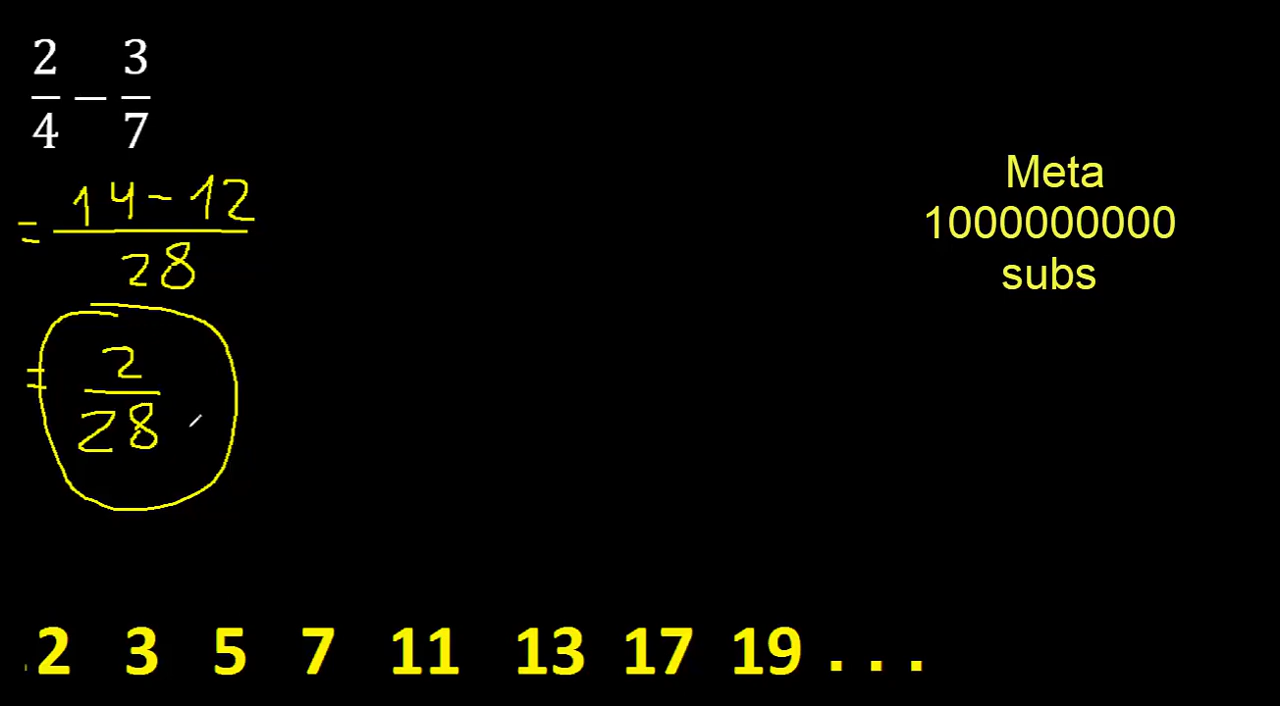 2/4 − 3/7
= 14 − 12 / 28
= 2/28
Meta
1000000000
subs
2 3 5 7 11 13 17 19 . . .